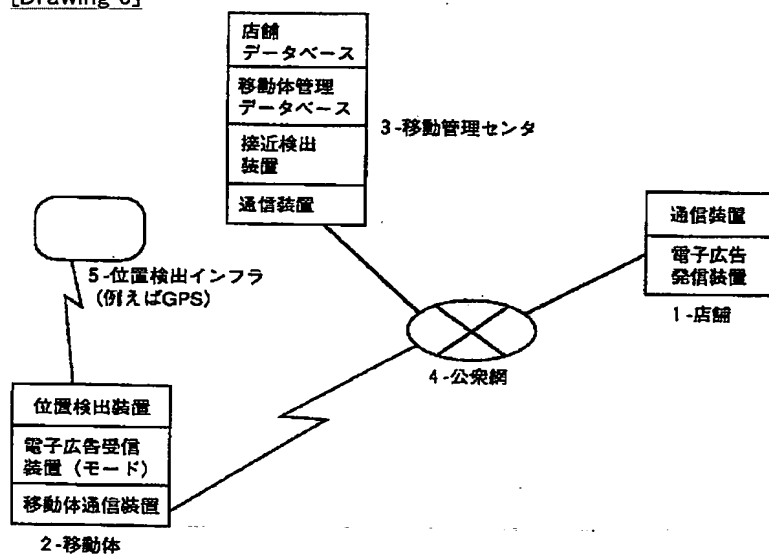 店舗
データベース
移動体管理
データベース
接近検出
装置
通信装置
3-移動管理センタ
通信装置
電子広告
発信装置
1-店舗
5-位置検出インフラ
(例えばGPS)
4-公衆網
位置検出装置
電子広告受信
装置(モード)
移動体通信装置
2-移動体